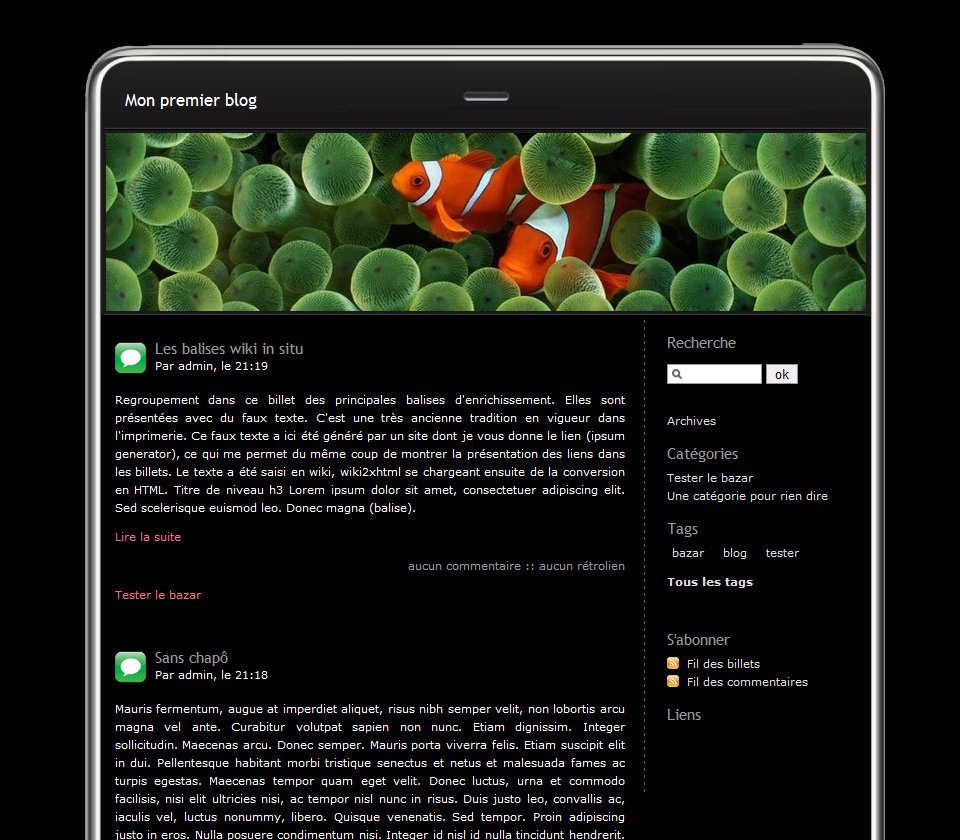 Mon premier blog
Les balises wiki in situ
Par admin, le 21:19
Regroupement dans ce billet des principales balises d'enrichissement. Elles sont
présentées avec du faux texte. C'est une très ancienne tradition en vigueur dans
l'imprimerie. Ce faux texte a ici été généré par un site dont je vous donne le lien (ipsum
generator), ce qui me permet du même coup de montrer la présentation des liens dans
les billets. Le texte a été saisi en wiki, wiki2xhtml se chargeant ensuite de la conversion
en HTML. Titre de niveau h3 Lorem ipsum dolor sit amet, consectetuer adipiscing elit.
Sed scelerisque euismod leo. Donec magna (balise).
Lire la suite
aucun commentaire :: aucun rétrolien
Tester le bazar
Sans chapô
Par admin, le 21:18
Mauris fermentum, augue at imperdiet aliquet, risus nibh semper velit, non lobortis arcu
magna vel ante. Curabitur volutpat sapien non nunc. Etiam dignissim. Integer
sollicitudin. Maecenas arcu. Donec semper. Mauris porta viverra felis. Etiam suscipit elit
in dui. Pellentesque habitant morbi tristique senectus et netus et malesuada fames ac
turpis egestas. Maecenas tempor quam eget velit. Donec luctus, urna et commodo
facilisis, nisi elit ultricies nisi, ac tempor nisl nunc in risus. Duis justo leo, convallis ac,
iaculis vel, luctus nonummy, libero. Quisque venenatis. Sed tempor. Proin adipiscing
justo in eros. Nulla posuere condimentum nisi. Integer id nisl id nulla tincidunt hendrerit.
Recherche
ok
Archives
Catégories
Tester le bazar
Une catégorie pour rien dire
Tags
bazar blog tester
Tous les tags
S'abonner
Fil des billets
Fil des commentaires
Liens